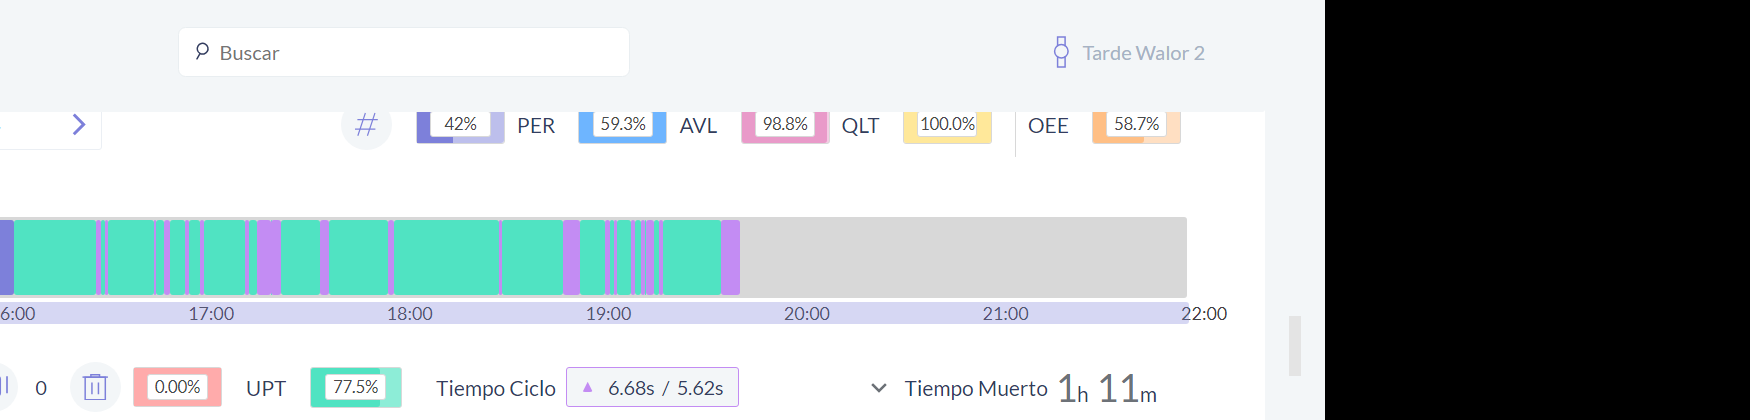 Buscar
Tarde Walor 2
# 42% PER 59.3% AVL 98.8% QLT 100.0% OEE 58.7%
6:00 17:00 18:00 19:00 20:00 21:00 22:00
0 0.00% UPT 77.5% Tiempo Ciclo 6.68s / 5.62s Tiempo Muerto 1h 11m